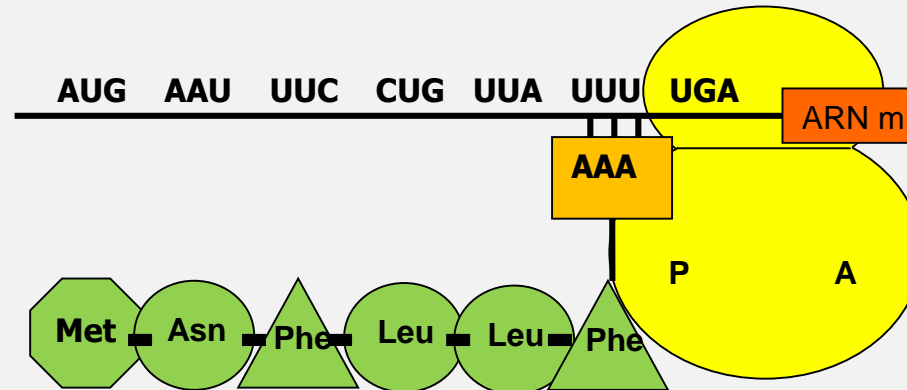 AUG AAU UUC CUG UUA UUU UGA
ARN m
AAA
P A
Met Asn Phe Leu Leu Phe